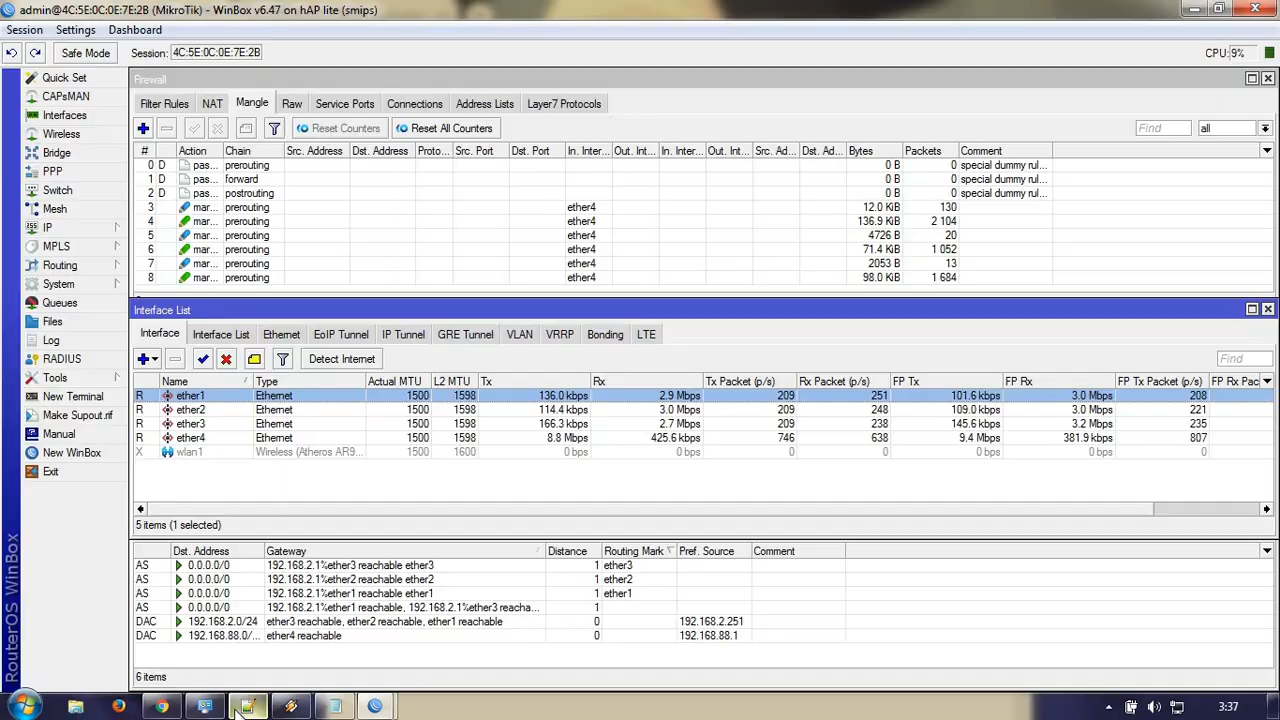 admin@4C:5E:0C:0E:7E:2B (MikroTik) - WinBox v6.47 on hAP lite (smips)
Session Settings Dashboard
Safe Mode Session: 4C:5E:0C:0E:7E:2B CPU: 9%
Quick Set
CAPsMAN
Interfaces
Wireless
Bridge
PPP
Switch
Mesh
IP
MPLS
Routing
System
Queues
Files
Log
RADIUS
Tools
New Terminal
Make Supout.rif
Manual
New WinBox
Exit
RouterOS WinBox
Firewall
Filter Rules NAT Mangle Raw Service Ports Connections Address Lists Layer7 Protocols
Reset Counters Reset All Counters Find all
# Action Chain Src. Address Dst. Address Proto... Src. Port Dst. Port In. Inter... Out. Int... In. Inter... Out. Int... Src. Ad... Dst. Ad... Bytes Packets Comment
0 D pas... prerouting 0 B 0 special dummy rul...
1 D pas... forward 0 B 0 special dummy rul...
2 D pas... postrouting 0 B 0 special dummy rul...
3 mar... prerouting ether4 12.0 KiB 130
4 mar... prerouting ether4 136.9 KiB 2 104
5 mar... prerouting ether4 4726 B 20
6 mar... prerouting ether4 71.4 KiB 1 052
7 mar... prerouting ether4 2053 B 13
8 mar... prerouting ether4 98.0 KiB 1 684
Interface List
Interface Interface List Ethernet EoIP Tunnel IP Tunnel GRE Tunnel VLAN VRRP Bonding LTE
Detect Internet Find
Name Type Actual MTU L2 MTU Tx Rx Tx Packet (p/s) Rx Packet (p/s) FP Tx FP Rx FP Tx Packet (p/s) FP Rx Pac
R ether1 Ethernet 1500 1598 136.0 kbps 2.9 Mbps 209 251 101.6 kbps 3.0 Mbps 208
R ether2 Ethernet 1500 1598 114.4 kbps 3.0 Mbps 209 248 109.0 kbps 3.0 Mbps 221
R ether3 Ethernet 1500 1598 166.3 kbps 2.7 Mbps 209 238 145.6 kbps 3.2 Mbps 235
R ether4 Ethernet 1500 1598 8.8 Mbps 425.6 kbps 746 638 9.4 Mbps 381.9 kbps 807
X wlan1 Wireless (Atheros AR9... 1500 1600 0 bps 0 bps 0 0 0 bps 0 bps 0
5 items (1 selected)
Dst. Address Gateway Distance Routing Mark Pref. Source Comment
AS 0.0.0.0/0 192.168.2.1%ether3 reachable ether3 1 ether3
AS 0.0.0.0/0 192.168.2.1%ether2 reachable ether2 1 ether2
AS 0.0.0.0/0 192.168.2.1%ether1 reachable ether1 1 ether1
AS 0.0.0.0/0 192.168.2.1%ether1 reachable, 192.168.2.1%ether3 reacha... 1
DAC 192.168.2.0/24 ether3 reachable, ether2 reachable, ether1 reachable 0 192.168.2.251
DAC 192.168.88.0/... ether4 reachable 0 192.168.88.1
6 items
3:37